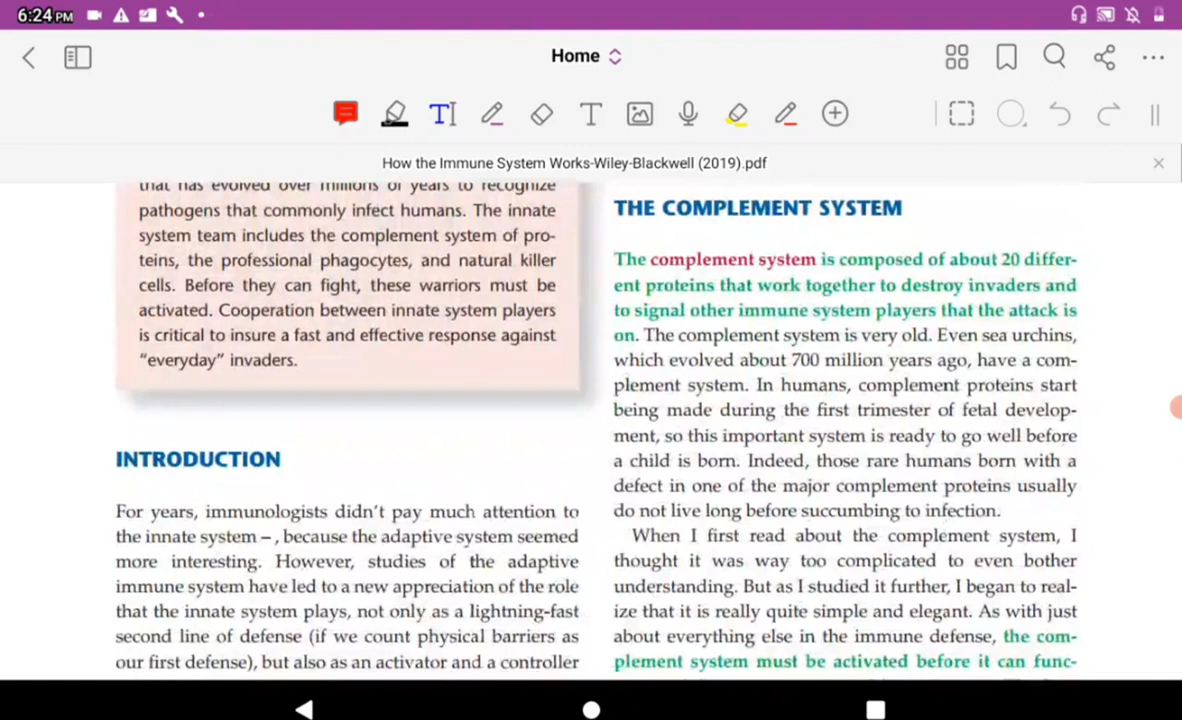 6:24 PM
Home
How the Immune System Works-Wiley-Blackwell (2019).pdf
that has evolved over millions of years to recognize
pathogens that commonly infect humans. The innate
system team includes the complement system of pro-
teins, the professional phagocytes, and natural killer
cells. Before they can fight, these warriors must be
activated. Cooperation between innate system players
is critical to insure a fast and effective response against
“everyday” invaders.
INTRODUCTION
For years, immunologists didn’t pay much attention to
the innate system – , because the adaptive system seemed
more interesting. However, studies of the adaptive
immune system have led to a new appreciation of the role
that the innate system plays, not only as a lightning-fast
second line of defense (if we count physical barriers as
our first defense), but also as an activator and a controller
THE COMPLEMENT SYSTEM
The complement system is composed of about 20 differ-
ent proteins that work together to destroy invaders and
to signal other immune system players that the attack is
on. The complement system is very old. Even sea urchins,
which evolved about 700 million years ago, have a com-
plement system. In humans, complement proteins start
being made during the first trimester of fetal develop-
ment, so this important system is ready to go well before
a child is born. Indeed, those rare humans born with a
defect in one of the major complement proteins usually
do not live long before succumbing to infection.
When I first read about the complement system, I
thought it was way too complicated to even bother
understanding. But as I studied it further, I began to real-
ize that it is really quite simple and elegant. As with just
about everything else in the immune defense, the com-
plement system must be activated before it can func-